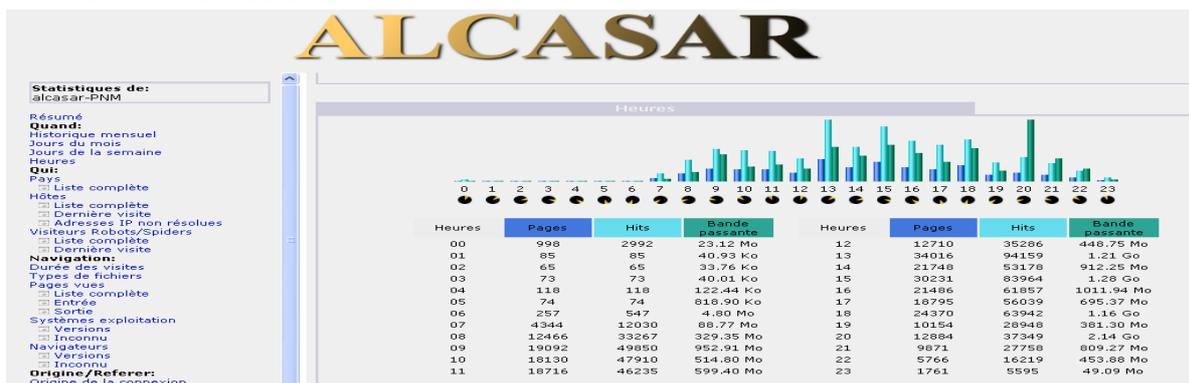 ALCASAR
Statistiques de:
alcasar-PNM
Résumé
Quand:
Historique mensuel
Jours du mois
Jours de la semaine
Heures
Qui:
Pays
Liste complète
Hôtes
Liste complète
Dernière visite
Adresses IP non résolues
Visiteurs Robots/Spiders
Liste complète
Dernière visite
Navigation:
Durée des visites
Types de fichiers
Pages vues
Liste complète
Entrée
Sortie
Systèmes exploitation
Versions
Inconnu
Navigateurs
Versions
Inconnu
Origine/Referer:
Origine de la connexion
Heures
0 1 2 3 4 5 6 7 8 9 10 11 12 13 14 15 16 17 18 19 20 21 22 23
Heures Pages Hits Bande passante Heures Pages Hits Bande passante
00 998 2992 23.12 Mo 12 12710 35286 448.75 Mo
01 85 85 40.93 Ko 13 34016 94159 1.21 Go
02 65 65 33.76 Ko 14 21748 53178 912.25 Mo
03 73 73 40.01 Ko 15 30231 83964 1.28 Go
04 118 118 122.44 Ko 16 21486 61857 1011.94 Mo
05 74 74 818.90 Ko 17 18795 56039 695.37 Mo
06 257 547 4.80 Mo 18 24370 63942 1.16 Go
07 4344 12030 88.77 Mo 19 10154 28948 381.30 Mo
08 12466 33267 329.35 Mo 20 12884 37349 2.14 Go
09 19092 49850 952.91 Mo 21 9871 27758 809.27 Mo
10 18130 47910 514.80 Mo 22 5766 16219 453.88 Mo
11 18716 46235 599.40 Mo 23 1761 5595 49.09 Mo